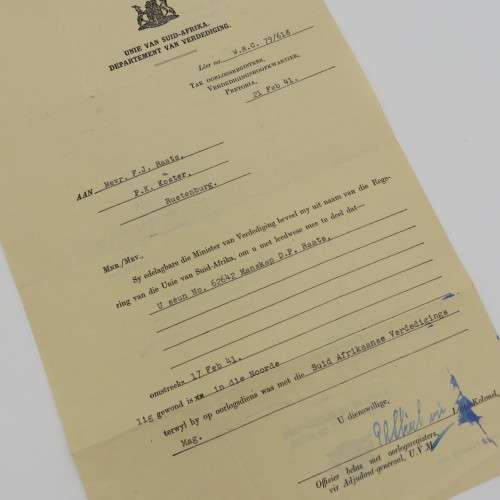 UNIE VAN SUID-AFRIKA.
DEPARTEMENT VAN VERDEDIGING.
Lêer no. W.R.O. 79/618
TAK OORLOGSREGISTERS,
VERDEDIGINGSHOOFKWARTIER,
PRETORIA,
21 Feb 41.
AAN Mevr. F.J. Raats,
P.K. Koster,
Rustenburg.
MNR./MEV.
Sy edelagbare die Minister van Verdediging beveel my uit naam van die Rege-
ring van die Unie van Suid-Afrika, om u met leedwese mee te deel dat—
U seun No. 62642 Manskap D.P. Raats,
omstreeks 17 Feb 41.
lig gewond is in die Noorde
terwyl hy op oorlogsdiens was met die Suid Afrikaanse Verdedigings
Mag.
U dienswillige,
Kolonel,
Offisier belas met oorlogsregisters,
vir Adjudant-generaal, U.V.M.